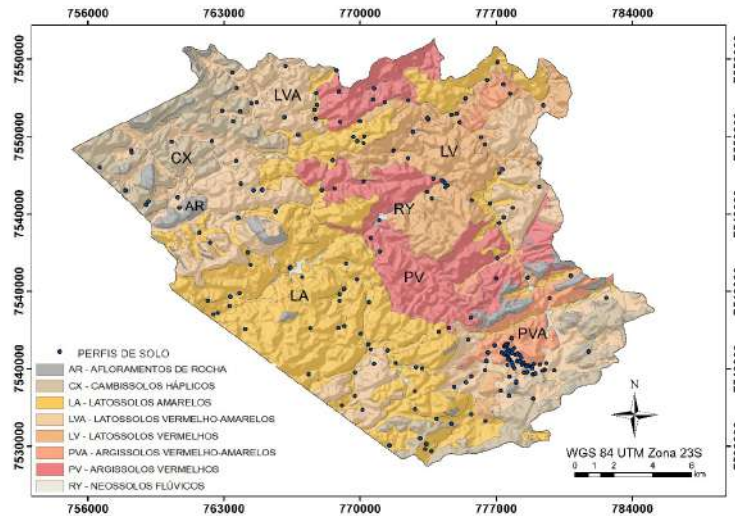 756000 763000 770000 777000 784000
7550000
7550000
7540000
7540000
7540000
7530000
LVA
CX
LV
AR
RY
PV
LA
PVA
PERFIS DE SOLO
AR - AFLORAMENTOS DE ROCHA
CX - CAMBISSOLOS HÁPLICOS
LA - LATOSSOLOS AMARELOS
LVA - LATOSSOLOS VERMELHO-AMARELOS
LV - LATOSSOLOS VERMELHOS
PVA - ARGISSOLOS VERMELHO-AMARELOS
PV - ARGISSOLOS VERMELHOS
RY - NEOSSOLOS FLÚVICOS
N
WGS 84 UTM Zona 23S
0 1 2 4 6
km
756000 763000 770000 777000 784000